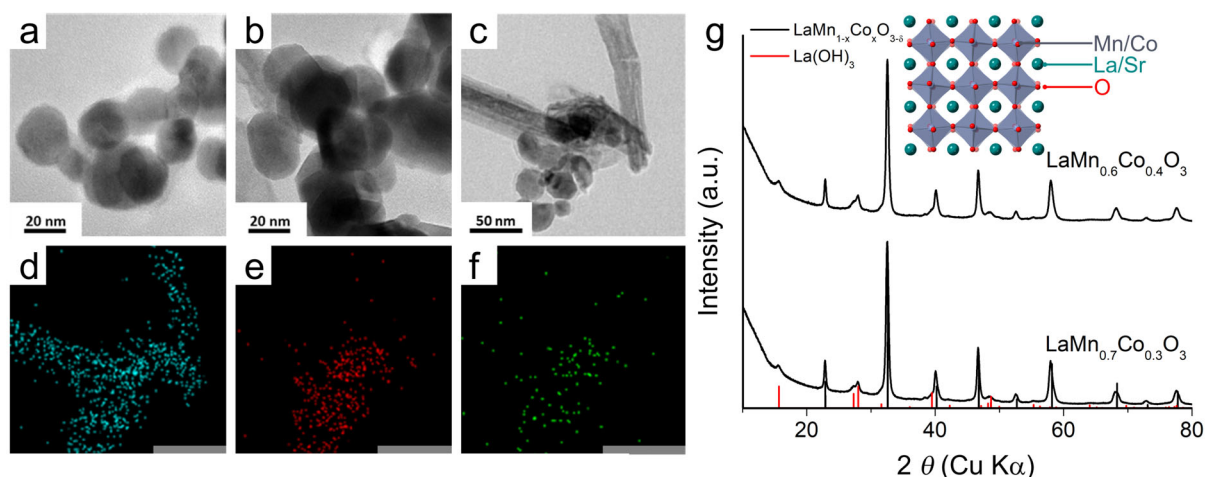 a
20 nm
b
20 nm
c
50 nm
d
e
f
g
LaMn₁₋ₓCoₓO₃₋δ
La(OH)₃
Mn/Co
La/Sr
O
LaMn₀.₆Co₀.₄O₃
LaMn₀.₇Co₀.₃O₃
Intensity (a.u.)
20 40 60 80
2 θ (Cu Kα)